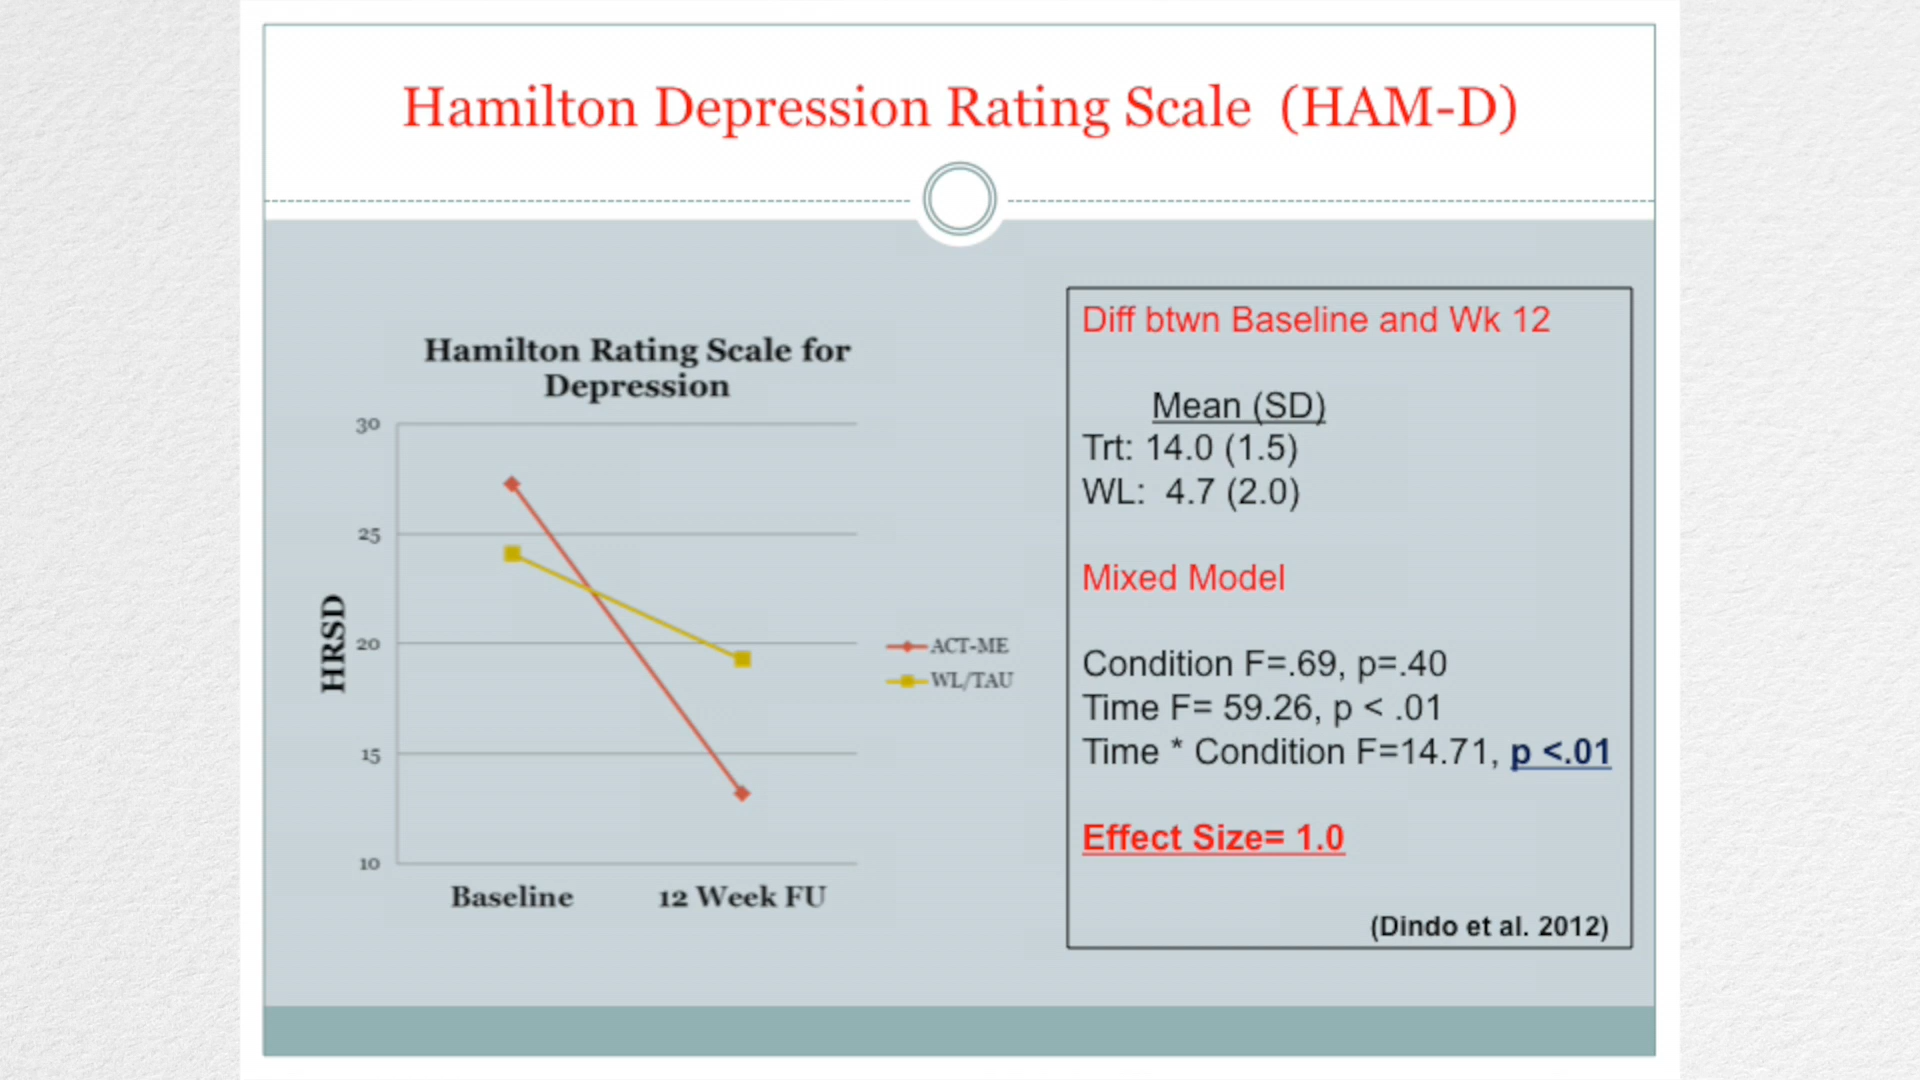 Hamilton Depression Rating Scale (HAM-D)
Hamilton Rating Scale for
Depression
30
25
20
15
10
HRSD
Baseline
12 Week FU
ACT-ME
WL/TAU
Diff btwn Baseline and Wk 12
Mean (SD)
Trt: 14.0 (1.5)
WL: 4.7 (2.0)
Mixed Model
Condition F=.69, p=.40
Time F= 59.26, p < .01
Time * Condition F=14.71, p <.01
Effect Size= 1.0
(Dindo et al. 2012)